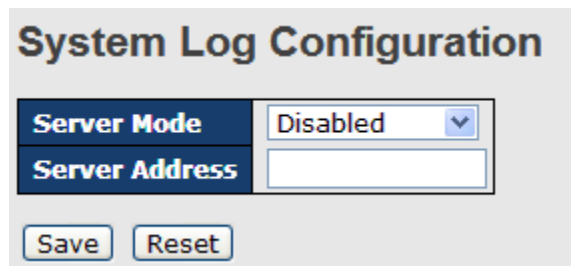 System Log Configuration
Server Mode Disabled
Server Address
Save Reset